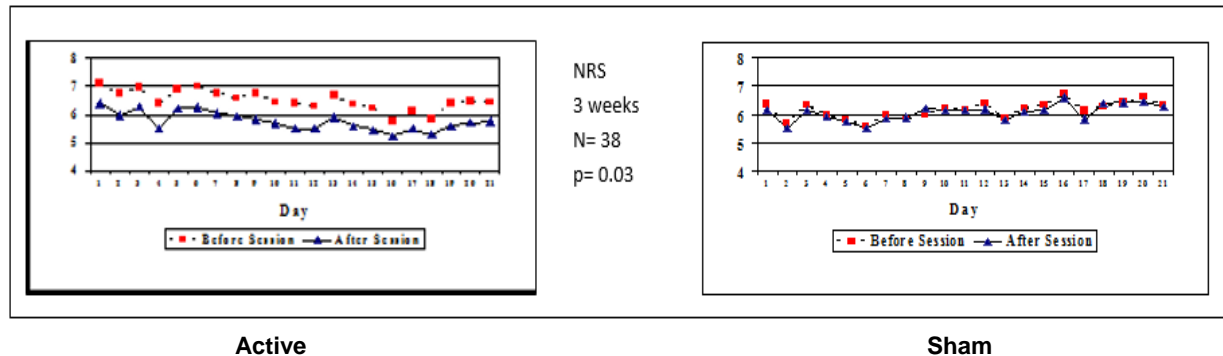 8
7
6
5
4
1 2 3 4 5 6 7 8 9 10 11 12 13 14 15 16 17 18 19 20 21
Day
Before Session After Session
NRS
3 weeks
N= 38
p= 0.03
8
7
6
5
4
1 2 3 4 5 6 7 8 9 10 11 12 13 14 15 16 17 18 19 20 21
Day
Before Session After Session
Active Sham